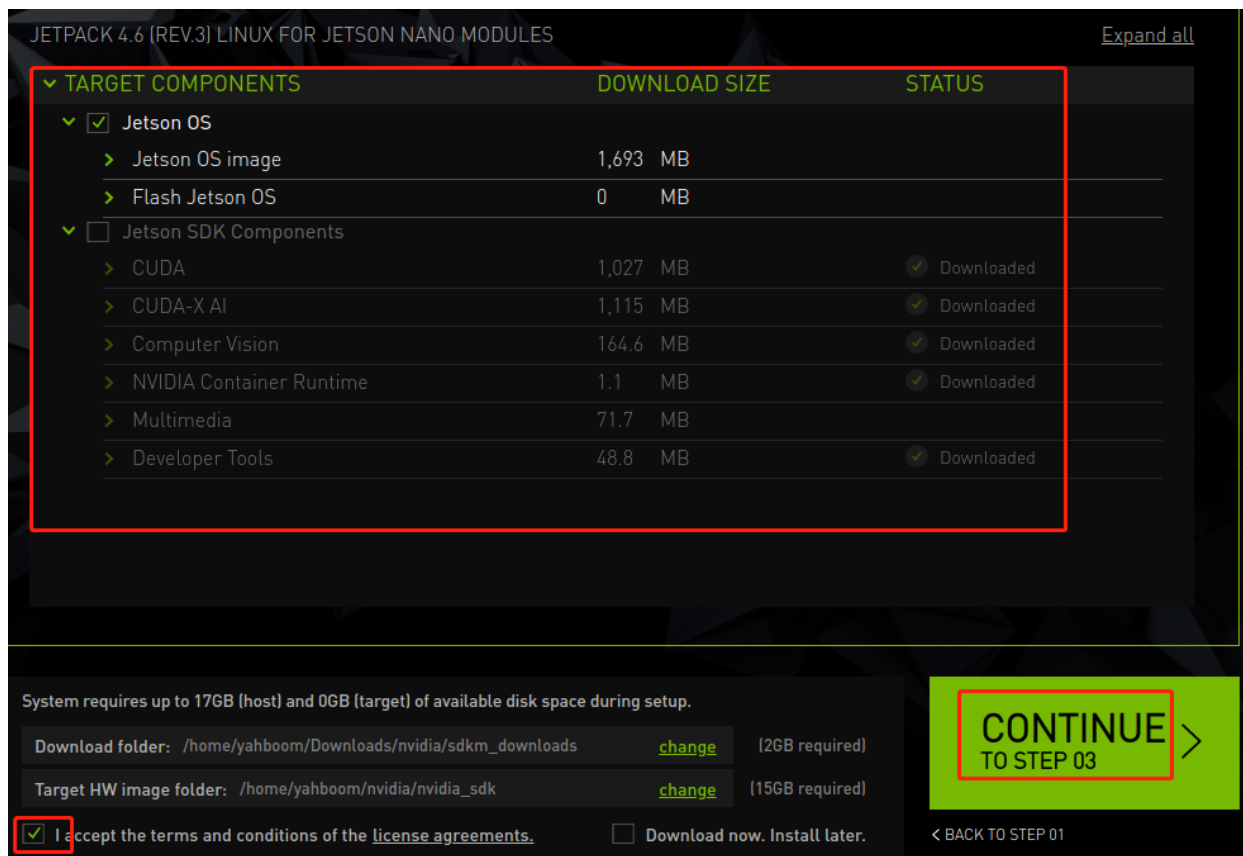 JETPACK 4.6 (REV.3) LINUX FOR JETSON NANO MODULES Expand all
TARGET COMPONENTS DOWNLOAD SIZE STATUS
Jetson OS
Jetson OS image 1,693 MB
Flash Jetson OS 0 MB
Jetson SDK Components
CUDA 1,027 MB Downloaded
CUDA-X AI 1,115 MB Downloaded
Computer Vision 164.6 MB Downloaded
NVIDIA Container Runtime 1.1 MB Downloaded
Multimedia 71.7 MB
Developer Tools 48.8 MB Downloaded
System requires up to 17GB (host) and 0GB (target) of available disk space during setup.
Download folder: /home/yahboom/Downloads/nvidia/sdkm_downloads change (2GB required)
Target HW image folder: /home/yahboom/nvidia/nvidia_sdk change (15GB required)
I accept the terms and conditions of the license agreements. Download now. Install later.
CONTINUE
TO STEP 03
BACK TO STEP 01